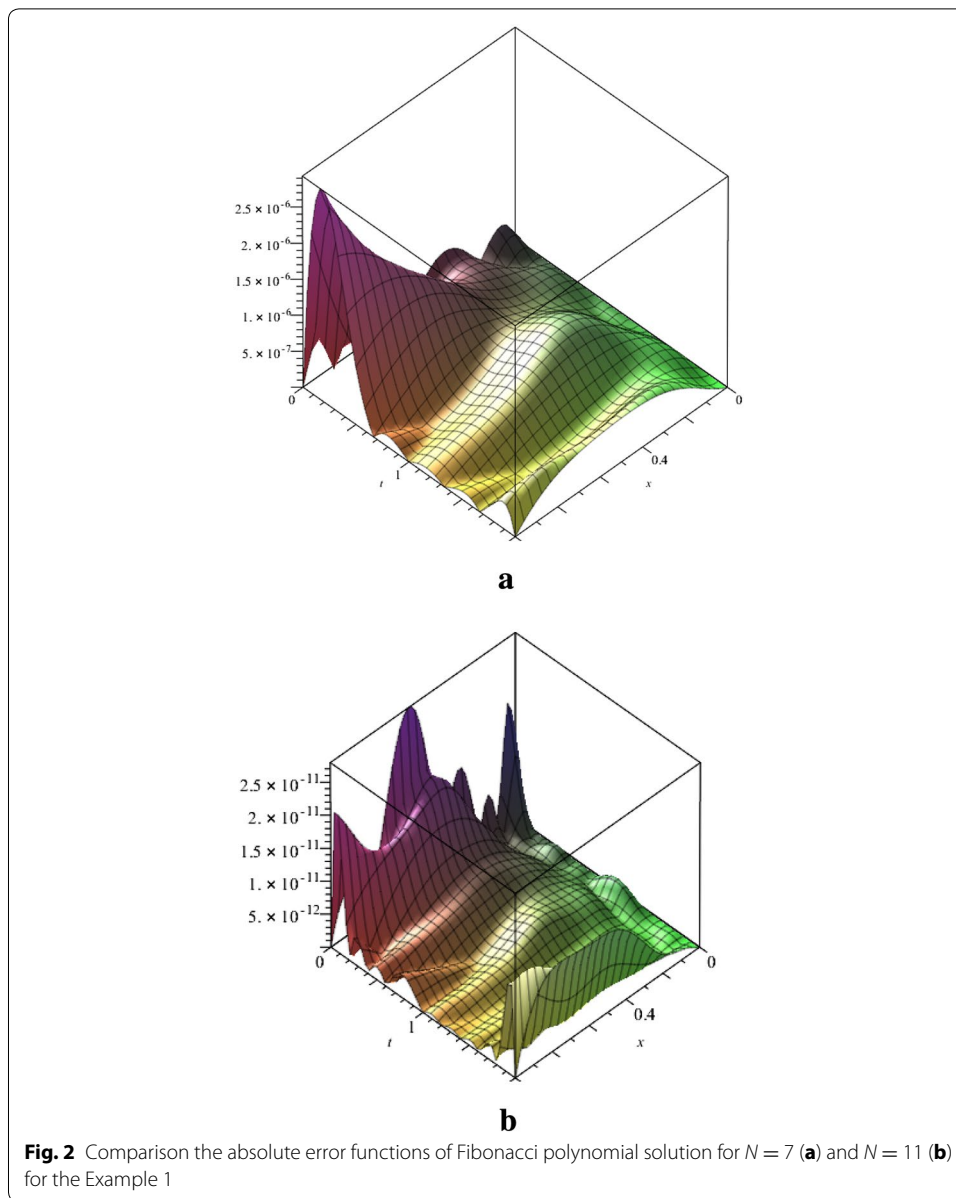 2.5 × 10⁻⁶
2. × 10⁻⁶
1.5 × 10⁻⁶
1. × 10⁻⁶
5. × 10⁻⁷
0
1
t
0.4
x
0
a
2.5 × 10⁻¹¹
2. × 10⁻¹¹
1.5 × 10⁻¹¹
1. × 10⁻¹¹
5. × 10⁻¹²
0
1
t
0.4
x
0
b
Fig. 2 Comparison the absolute error functions of Fibonacci polynomial solution for N = 7 (a) and N = 11 (b)
for the Example 1